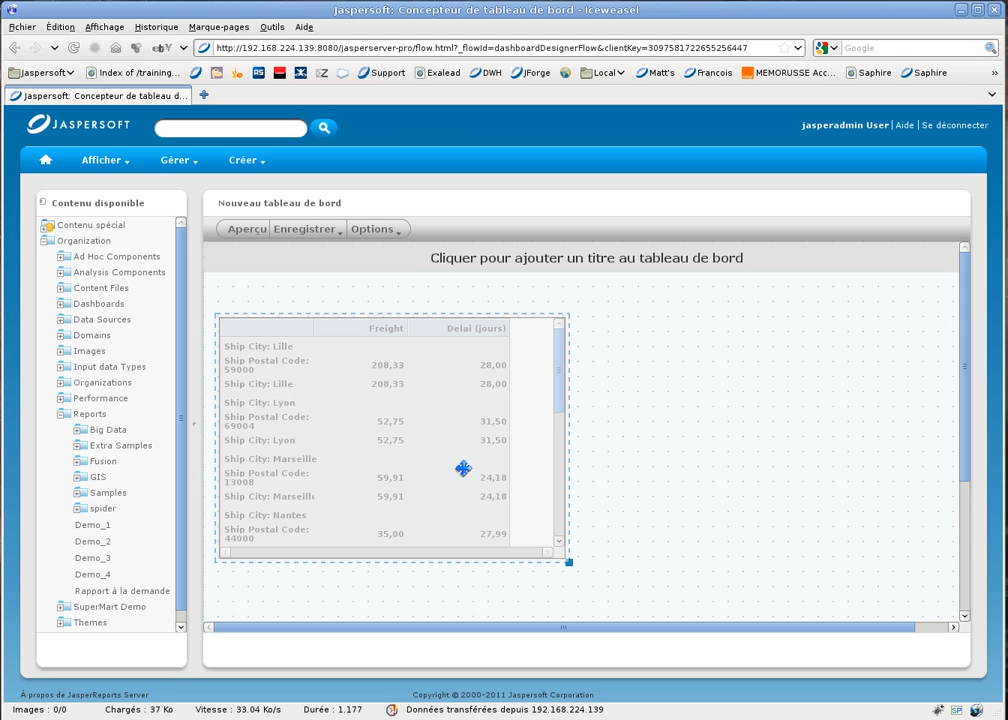 Jaspersoft: Concepteur de tableau de bord - Iceweasel
Fichier Édition Affichage Historique Marque-pages Outils Aide
http://192.168.224.139:8080/jasperserver-pro/flow.html?_flowId=dashboardDesignerFlow&clientKey=3097581722655256447
Google
Jaspersoft Index of /training... Support Exalead DWH JForge Local Matt's Francois MEMORUSSE Acc... Saphire Saphire »
Jaspersoft: Concepteur de tableau d...
JASPERSOFT
jasperadmin User | Aide | Se déconnecter
Afficher Gérer Créer
Contenu disponible
Contenu spécial
Organization
Ad Hoc Components
Analysis Components
Content Files
Dashboards
Data Sources
Domains
Images
Input data Types
Organizations
Performance
Reports
Big Data
Extra Samples
Fusion
GIS
Samples
spider
Demo_1
Demo_2
Demo_3
Demo_4
Rapport à la demande
SuperMart Demo
Themes
Nouveau tableau de bord
Aperçu Enregistrer Options
Cliquer pour ajouter un titre au tableau de bord
Freight Delai (jours)
Ship City: Lille
Ship Postal Code:
59000 208,33 28,00
Ship City: Lille 208,33 28,00
Ship City: Lyon
Ship Postal Code:
69004 52,75 31,50
Ship City: Lyon 52,75 31,50
Ship City: Marseille
Ship Postal Code:
13008 59,91 24,18
Ship City: Marseille 59,91 24,18
Ship City: Nantes
Ship Postal Code:
44000 35,00 27,99
À propos de JasperReports Server
Copyright © 2000-2011 Jaspersoft Corporation
Images : 0/0 Chargés : 37 Ko Vitesse : 33.04 Ko/s Durée : 1.177 Données transférées depuis 192.168.224.139